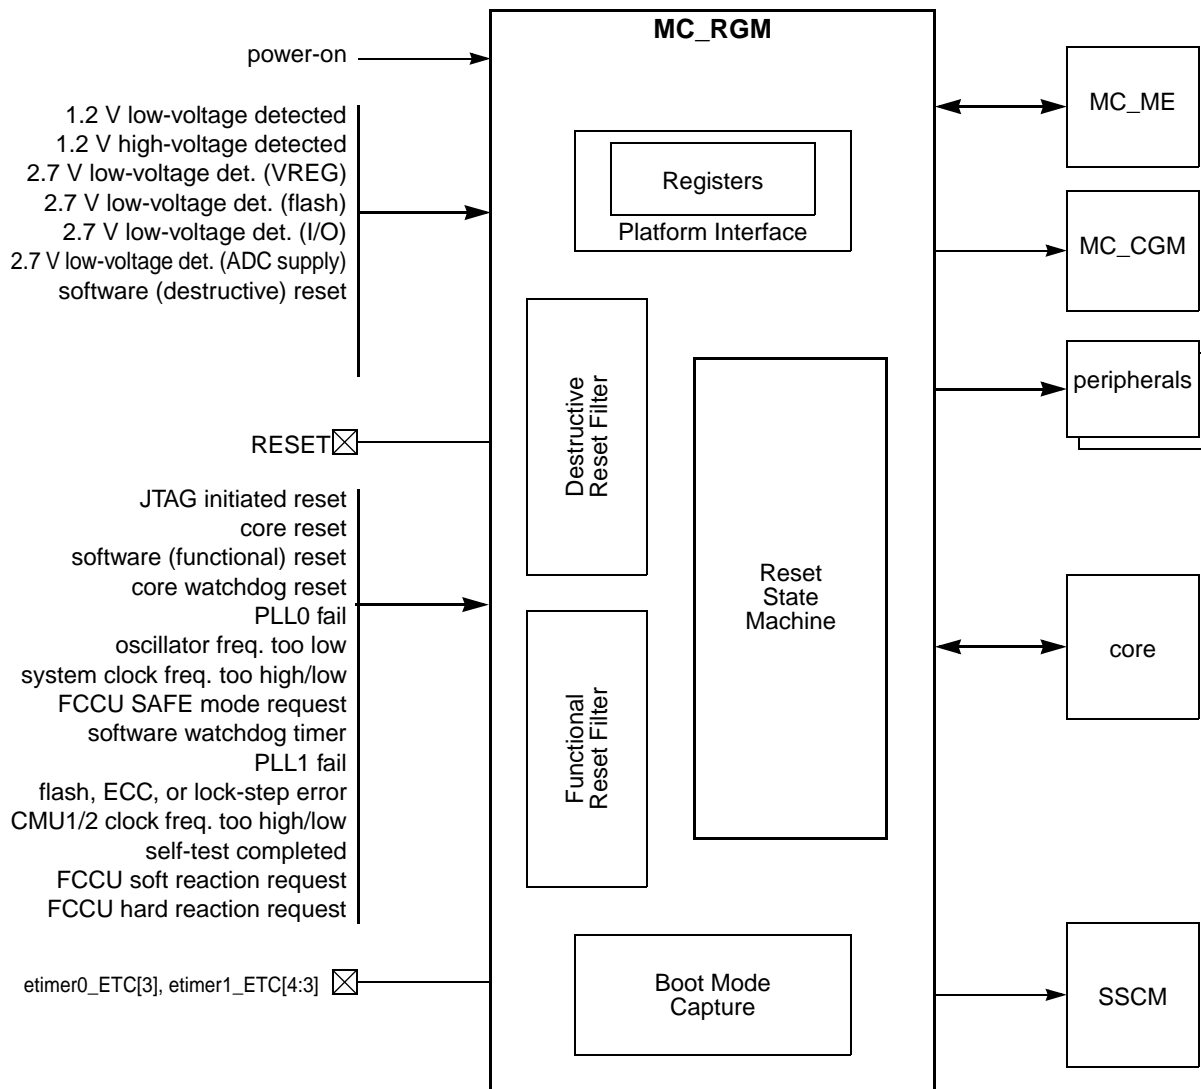 MC_RGM
power-on
1.2 V low-voltage detected
1.2 V high-voltage detected
2.7 V low-voltage det. (VREG)
2.7 V low-voltage det. (flash)
2.7 V low-voltage det. (I/O)
2.7 V low-voltage det. (ADC supply)
software (destructive) reset
RESET
JTAG initiated reset
core reset
software (functional) reset
core watchdog reset
PLL0 fail
oscillator freq. too low
system clock freq. too high/low
FCCU SAFE mode request
software watchdog timer
PLL1 fail
flash, ECC, or lock-step error
CMU1/2 clock freq. too high/low
self-test completed
FCCU soft reaction request
FCCU hard reaction request
etimer0_ETC[3], etimer1_ETC[4:3]
Registers
Platform Interface
Destructive
Reset Filter
Functional
Reset Filter
Reset
State
Machine
Boot Mode
Capture
MC_ME
MC_CGM
peripherals
core
SSCM